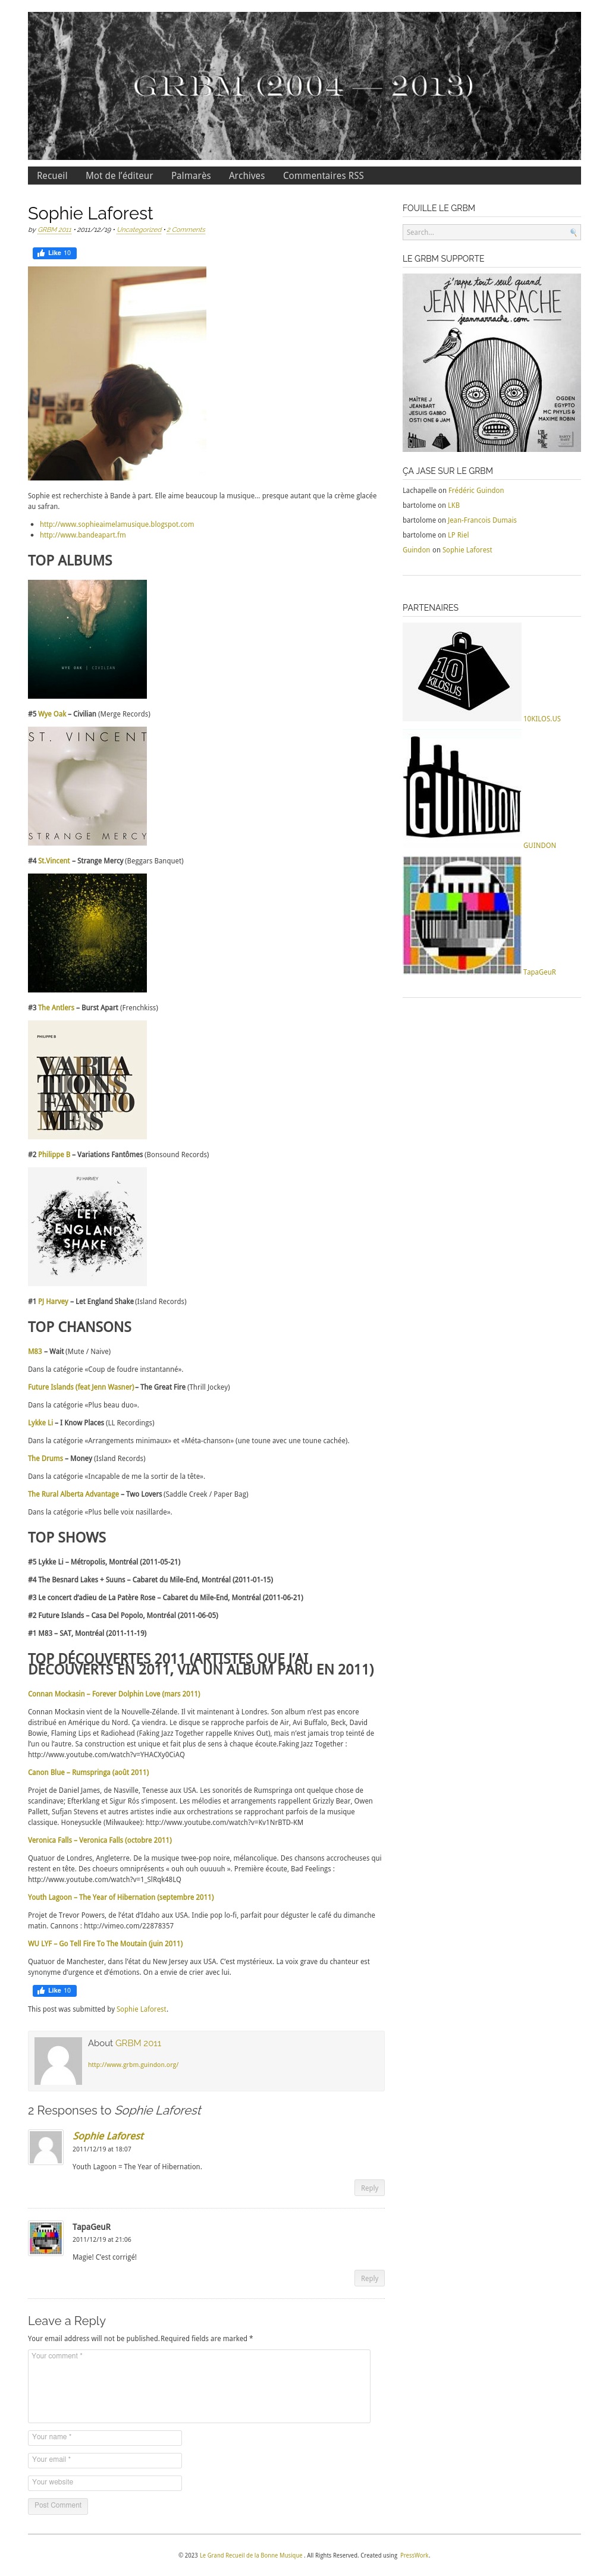 GRBM (2004 — 2013)
Recueil Mot de l'éditeur Palmarès Archives Commentaires RSS
Sophie Laforest
by GRBM 2011 • 2011/12/19 • Uncategorized • 2 Comments
Like 10
Sophie est recherchiste à Bande à part. Elle aime beaucoup la musique... presque autant que la crème glacée
au safran.
http://www.sophieaimelamusique.blogspot.com
http://www.bandeapart.fm
TOP ALBUMS
WYE OAK | CIVILIAN
#5 Wye Oak – Civilian (Merge Records)
ST. VINCENT
STRANGE MERCY
#4 St.Vincent – Strange Mercy (Beggars Banquet)
#3 The Antlers – Burst Apart (Frenchkiss)
PHILIPPE B
VARIATIONS FANTOMES
#2 Philippe B – Variations Fantômes (Bonsound Records)
PJ HARVEY
LET ENGLAND SHAKE
#1 PJ Harvey – Let England Shake (Island Records)
TOP CHANSONS
M83 – Wait (Mute / Naive)
Dans la catégorie «Coup de foudre instantanné».
Future Islands (feat Jenn Wasner) – The Great Fire (Thrill Jockey)
Dans la catégorie «Plus beau duo».
Lykke Li – I Know Places (LL Recordings)
Dans la catégorie «Arrangements minimaux» et «Méta-chanson» (une toune avec une toune cachée).
The Drums – Money (Island Records)
Dans la catégorie «Incapable de me la sortir de la tête».
The Rural Alberta Advantage – Two Lovers (Saddle Creek / Paper Bag)
Dans la catégorie «Plus belle voix nasillarde».
TOP SHOWS
#5 Lykke Li – Métropolis, Montréal (2011-05-21)
#4 The Besnard Lakes + Suuns – Cabaret du Mile-End, Montréal (2011-01-15)
#3 Le concert d'adieu de La Patère Rose – Cabaret du Mile-End, Montréal (2011-06-21)
#2 Future Islands – Casa Del Popolo, Montréal (2011-06-05)
#1 M83 – SAT, Montréal (2011-11-19)
TOP DÉCOUVERTES 2011 (ARTISTES QUE J'AI
DÉCOUVERTS EN 2011, VIA UN ALBUM PARU EN 2011)
Connan Mockasin – Forever Dolphin Love (mars 2011)
Connan Mockasin vient de la Nouvelle-Zélande. Il vit maintenant à Londres. Son album n'est pas encore
distribué en Amérique du Nord. Ça viendra. Le disque se rapproche parfois de Air, Avi Buffalo, Beck, David
Bowie, Flaming Lips et Radiohead (Faking Jazz Together rappelle Knives Out), mais n'est jamais trop teinté de
l'un ou l'autre. Sa construction est unique et fait plus de sens à chaque écoute.Faking Jazz Together :
http://www.youtube.com/watch?v=YHACXy0CiAQ
Canon Blue – Rumspringa (août 2011)
Projet de Daniel James, de Nasville, Tenesse aux USA. Les sonorités de Rumspringa ont quelque chose de
scandinave; Efterklang et Sigur Rós s'imposent. Les mélodies et arrangements rappellent Grizzly Bear, Owen
Pallett, Sufjan Stevens et autres artistes indie aux orchestrations se rapprochant parfois de la musique
classique. Honeysuckle (Milwaukee): http://www.youtube.com/watch?v=Kv1NrBTD-KM
Veronica Falls – Veronica Falls (octobre 2011)
Quatuor de Londres, Angleterre. De la musique twee-pop noire, mélancolique. Des chansons accrocheuses qui
restent en tête. Des choeurs omniprésents « ouh ouh ouuuuh ». Première écoute, Bad Feelings :
http://www.youtube.com/watch?v=1_SlRqk48LQ
Youth Lagoon – The Year of Hibernation (septembre 2011)
Projet de Trevor Powers, de l'état d'Idaho aux USA. Indie pop lo-fi, parfait pour déguster le café du dimanche
matin. Cannons : http://vimeo.com/22878357
WU LYF – Go Tell Fire To The Moutain (juin 2011)
Quatuor de Manchester, dans l'état du New Jersey aux USA. C'est mystérieux. La voix grave du chanteur est
synonyme d'urgence et d'émotions. On a envie de crier avec lui.
Like 10
This post was submitted by Sophie Laforest.
About GRBM 2011
http://www.grbm.guindon.org/
2 Responses to Sophie Laforest
Sophie Laforest
2011/12/19 at 18:07
Youth Lagoon = The Year of Hibernation.
Reply
TapaGeuR
2011/12/19 at 21:06
Magie! C'est corrigé!
Reply
Leave a Reply
Your email address will not be published.Required fields are marked *
Your comment *
Your name *
Your email *
Your website
Post Comment
FOUILLE LE GRBM
Search...
LE GRBM SUPPORTE
j'rappe tout seul quand
JEAN NARRACHE
jeannarrache.com
MAÎTRE J
JEANBART
JESUIS GABBO
OSTI ONE & JAM
OGDEN
EGYPTO
MC PHYLIS &
MAXIME ROBIN
ÇA JASE SUR LE GRBM
Lachapelle on Frédéric Guindon
bartolome on LKB
bartolome on Jean-Francois Dumais
bartolome on LP Riel
Guindon on Sophie Laforest
PARTENAIRES
10 KILOS.US
10KILOS.US
GUINDON
GUINDON
TapaGeuR
© 2023 Le Grand Recueil de la Bonne Musique . All Rights Reserved. Created using PressWork.